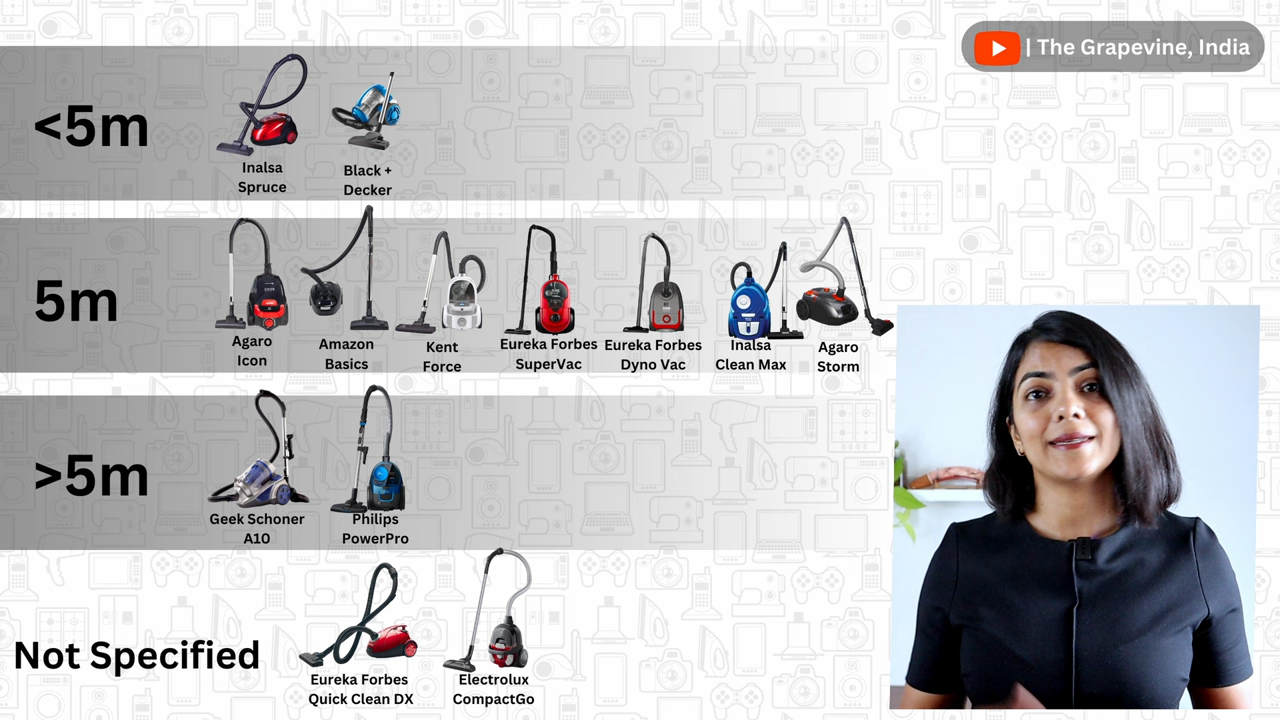 | The Grapevine, India
<5m
Inalsa
Spruce
Black +
Decker
5m
Agaro
Icon
Amazon
Basics
Kent
Force
Eureka Forbes
SuperVac
Eureka Forbes
Dyno Vac
Inalsa
Clean Max
Agaro
Storm
>5m
Geek Schoner
A10
Philips
PowerPro
Not Specified
Eureka Forbes
Quick Clean DX
Electrolux
CompactGo